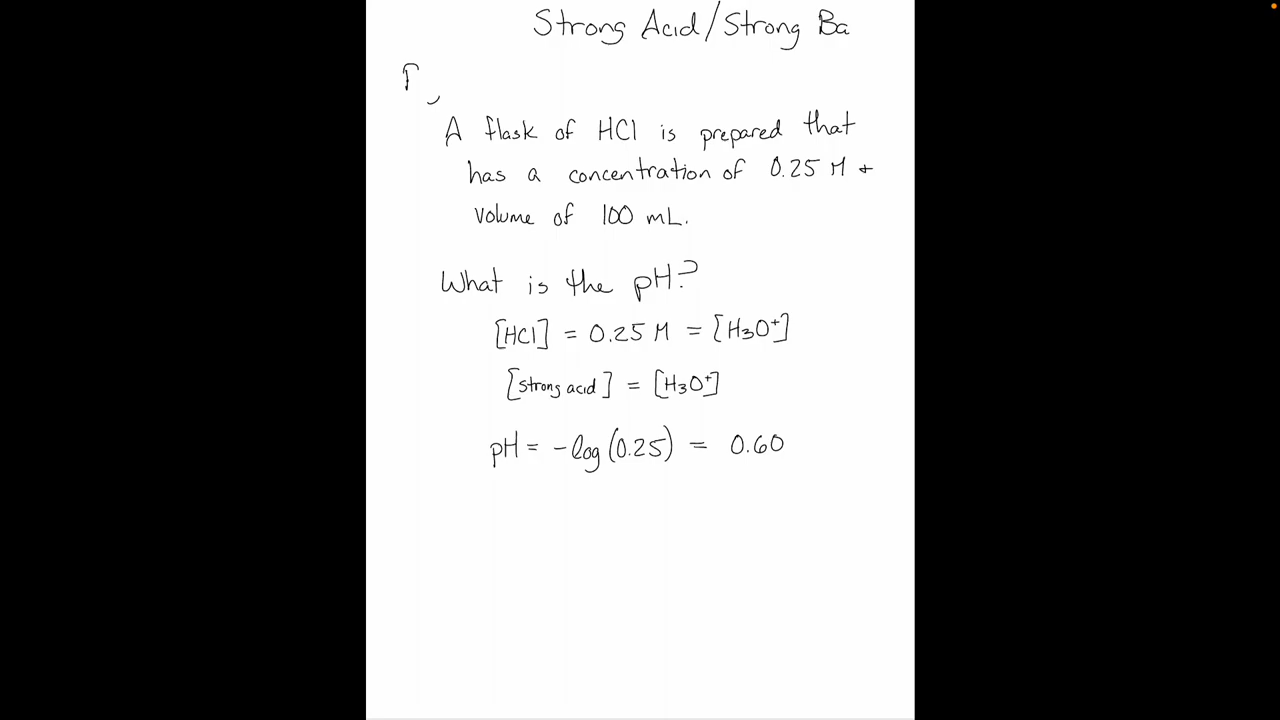 Strong Acid/Strong Ba
A flask of HCl is prepared that
has a concentration of 0.25 M +
volume of 100 mL.
What is the pH?
[HCl] = 0.25 M = [H₃O⁺]
[strong acid] = [H₃O⁺]
pH = -log(0.25) = 0.60